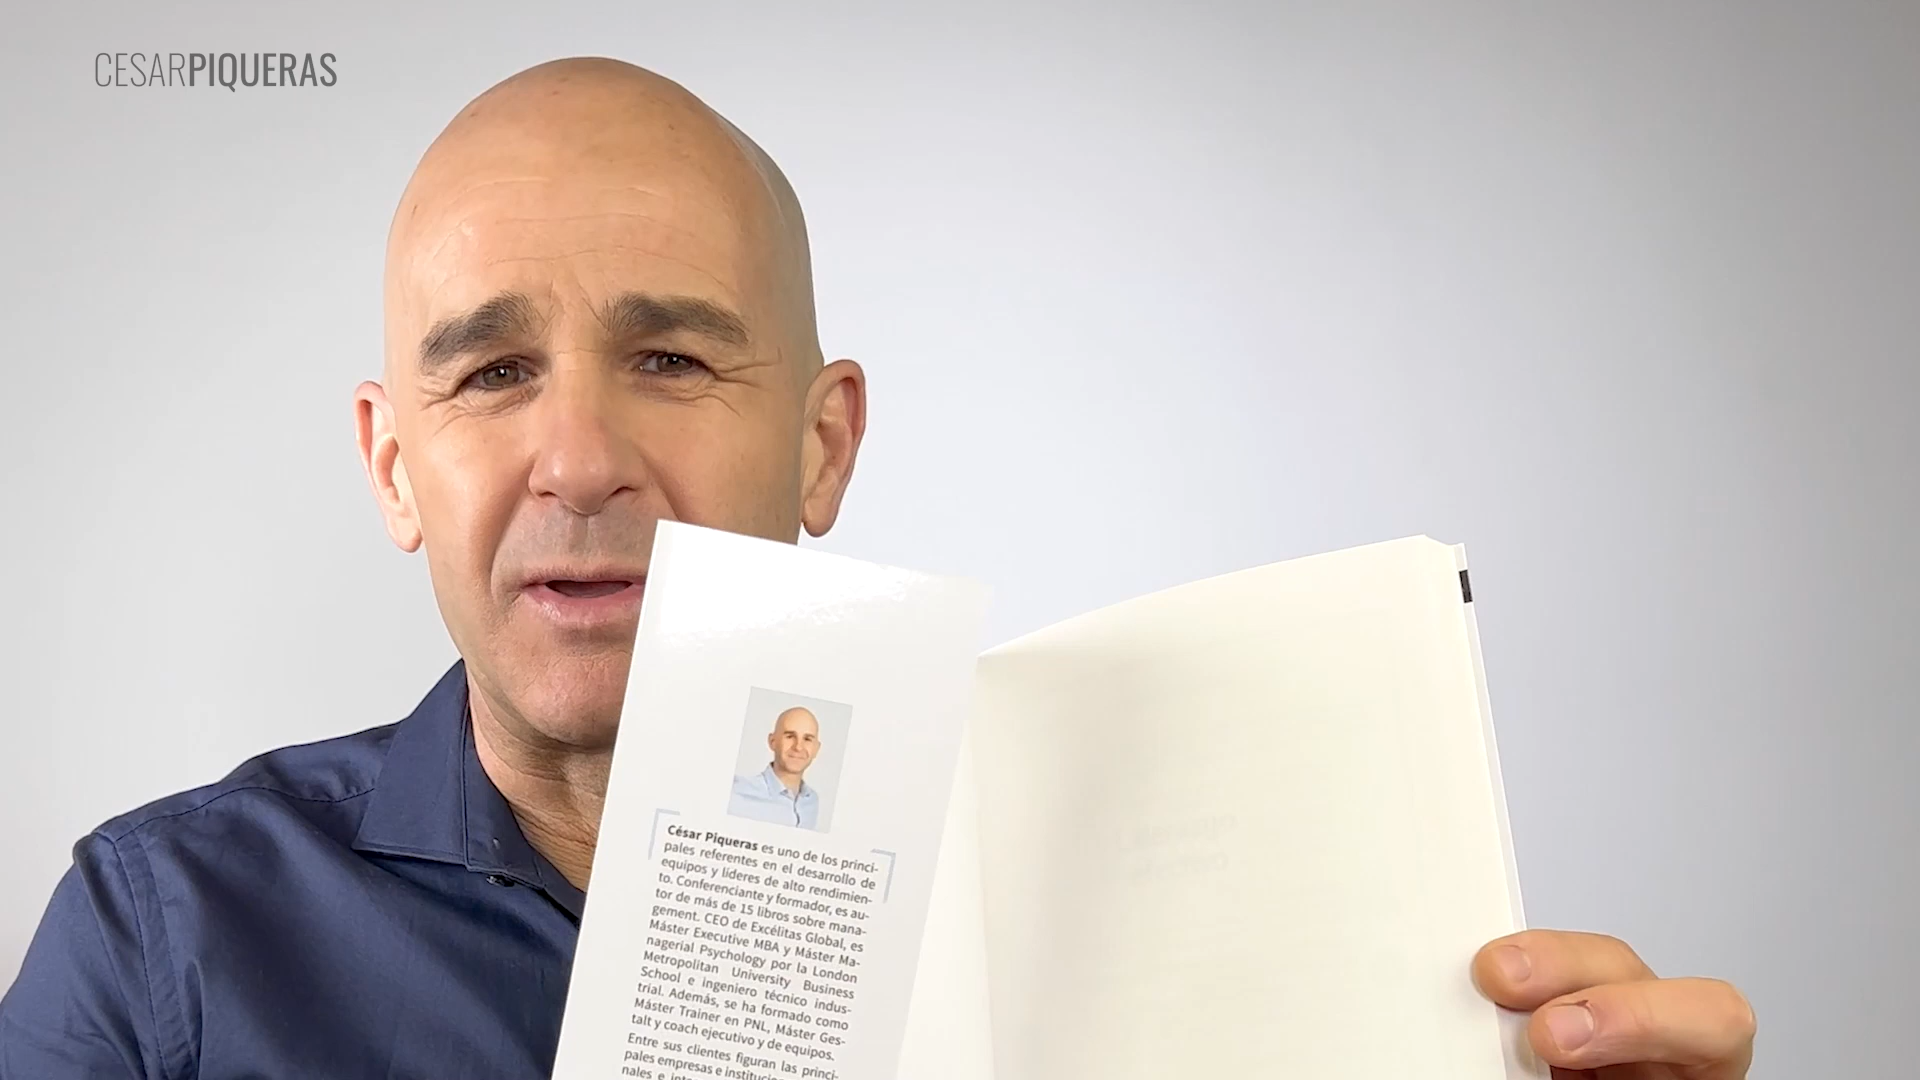 CESARPIQUERAS
César Piqueras es uno de los princi-
pales referentes en el desarrollo de
equipos y líderes de alto rendimien-
to. Conferenciante y formador, es au-
tor de más de 15 libros sobre mana-
gement. CEO de Excélitas Global, es
Máster Executive MBA y Máster Ma-
nagerial Psychology por la London
Metropolitan University Business
School e ingeniero técnico indus-
trial. Además, se ha formado como
Máster Trainer en PNL, Máster Ges-
talt y coach ejecutivo y de equipos.
Entre sus clientes figuran las princi-
pales empresas e
nales e